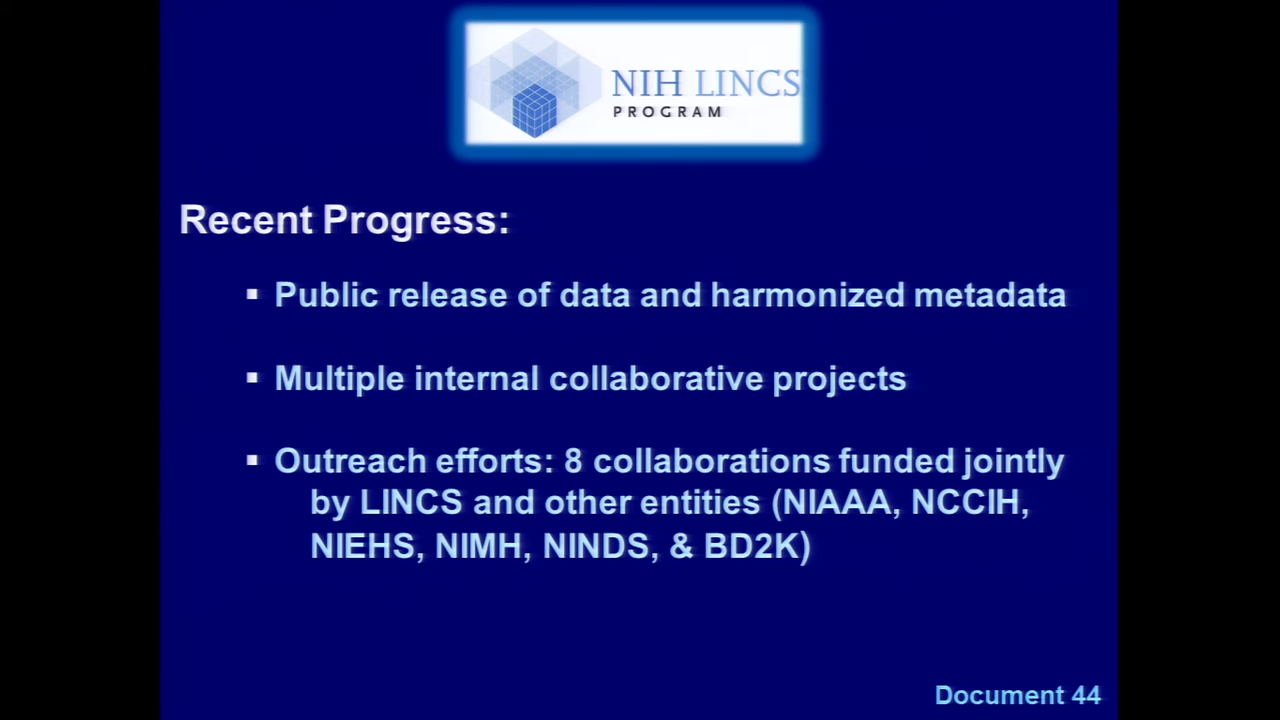 NIH LINCS
PROGRAM
Recent Progress:
▪ Public release of data and harmonized metadata
▪ Multiple internal collaborative projects
▪ Outreach efforts: 8 collaborations funded jointly
by LINCS and other entities (NIAAA, NCCIH,
NIEHS, NIMH, NINDS, & BD2K)
Document 44